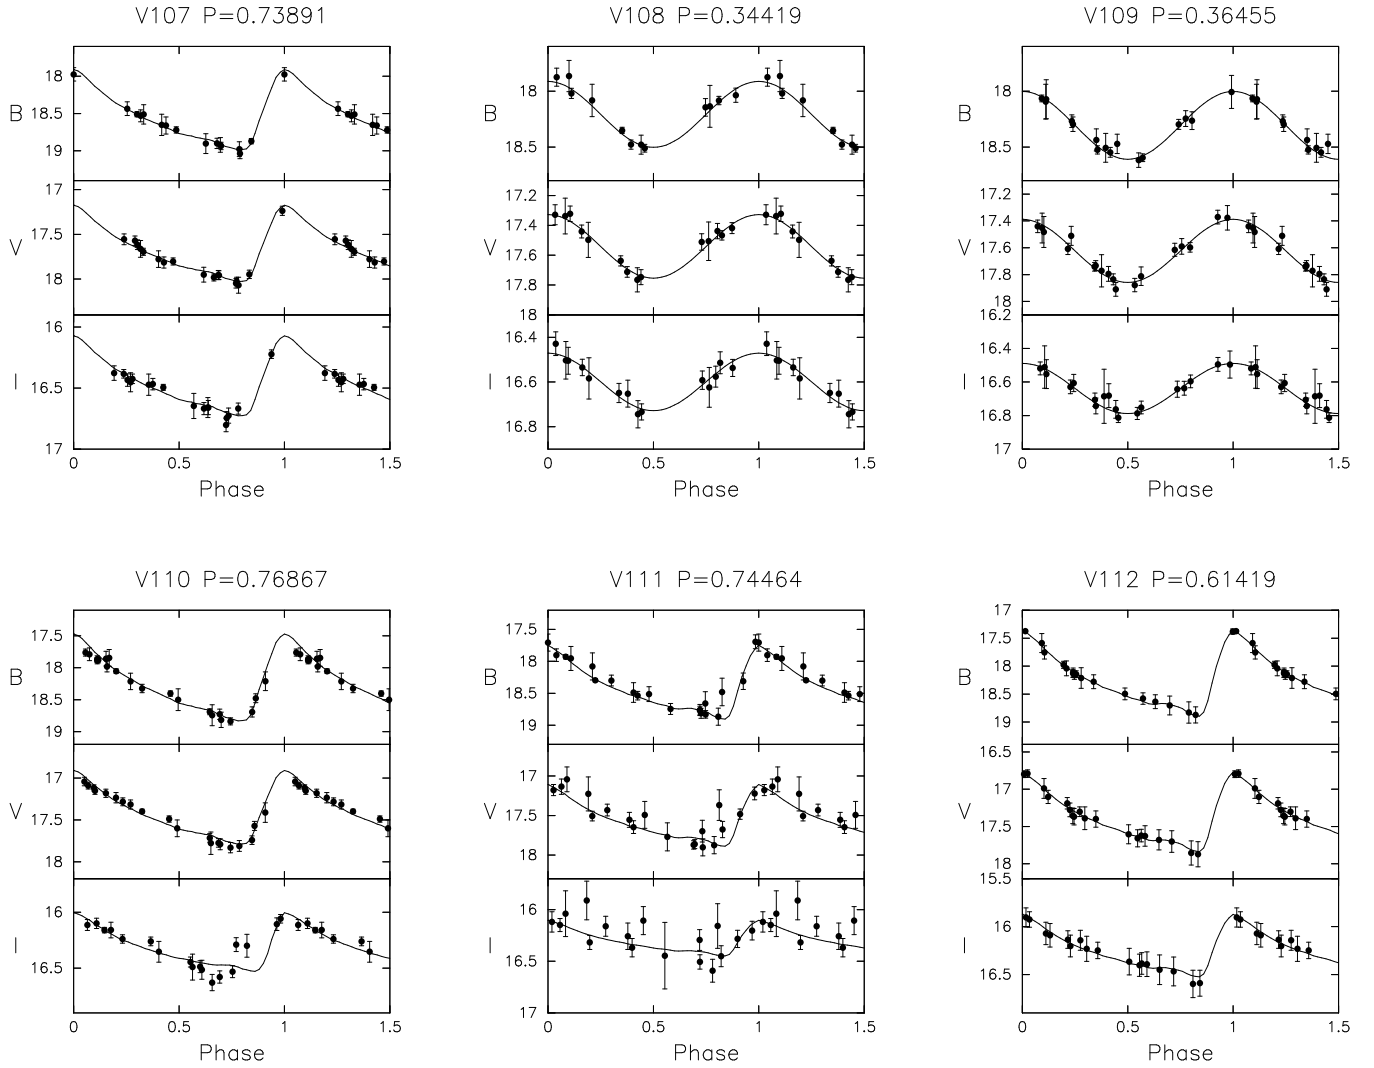 V107 P=0.73891
V108 P=0.34419
V109 P=0.36455
B
18
18.5
19
B
18
18.5
B
18
18.5
V
17
17.5
18
V
17.2
17.4
17.6
17.8
18
V
17.2
17.4
17.6
17.8
18
I
16
16.5
17
I
16.4
16.6
16.8
I
16.2
16.4
16.6
16.8
17
0 0.5 1 1.5
0 0.5 1 1.5
0 0.5 1 1.5
Phase
Phase
Phase
V110 P=0.76867
V111 P=0.74464
V112 P=0.61419
B
17.5
18
18.5
19
B
17.5
18
18.5
19
B
17
17.5
18
18.5
19
V
17
17.5
18
V
17
17.5
18
V
16.5
17
17.5
18
I
16
16.5
I
16
16.5
17
I
15.5
16
16.5
0 0.5 1 1.5
0 0.5 1 1.5
0 0.5 1 1.5
Phase
Phase
Phase